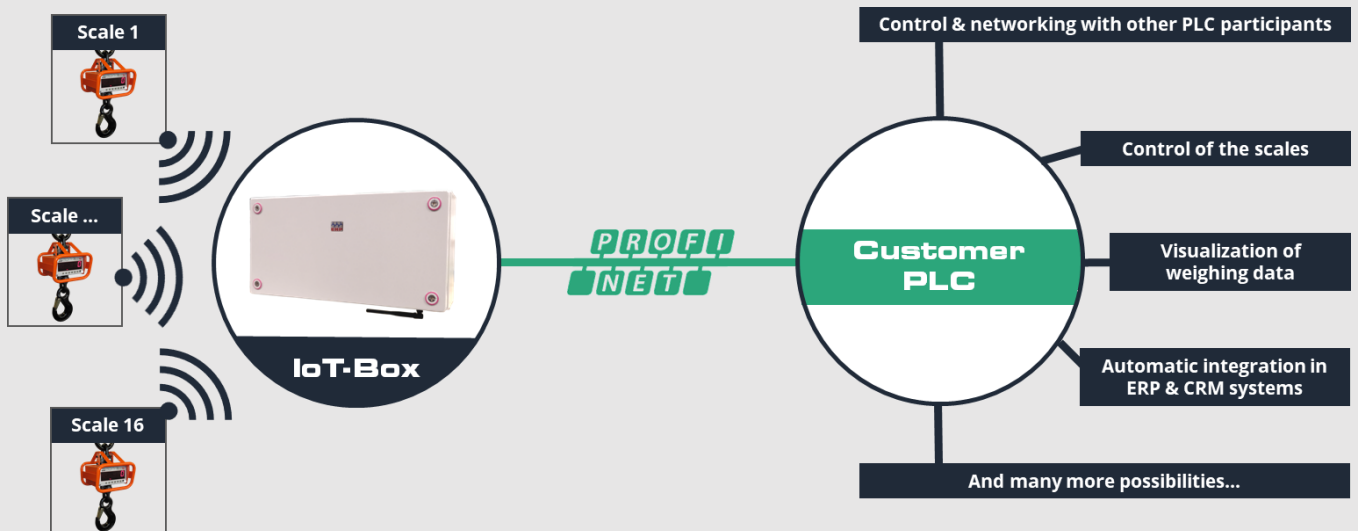 Scale 1
Scale ...
Scale 16
IoT-Box
PROFI
NET
Customer
PLC
Control & networking with other PLC participants
Control of the scales
Visualization of
weighing data
Automatic integration in
ERP & CRM systems
And many more possibilities...